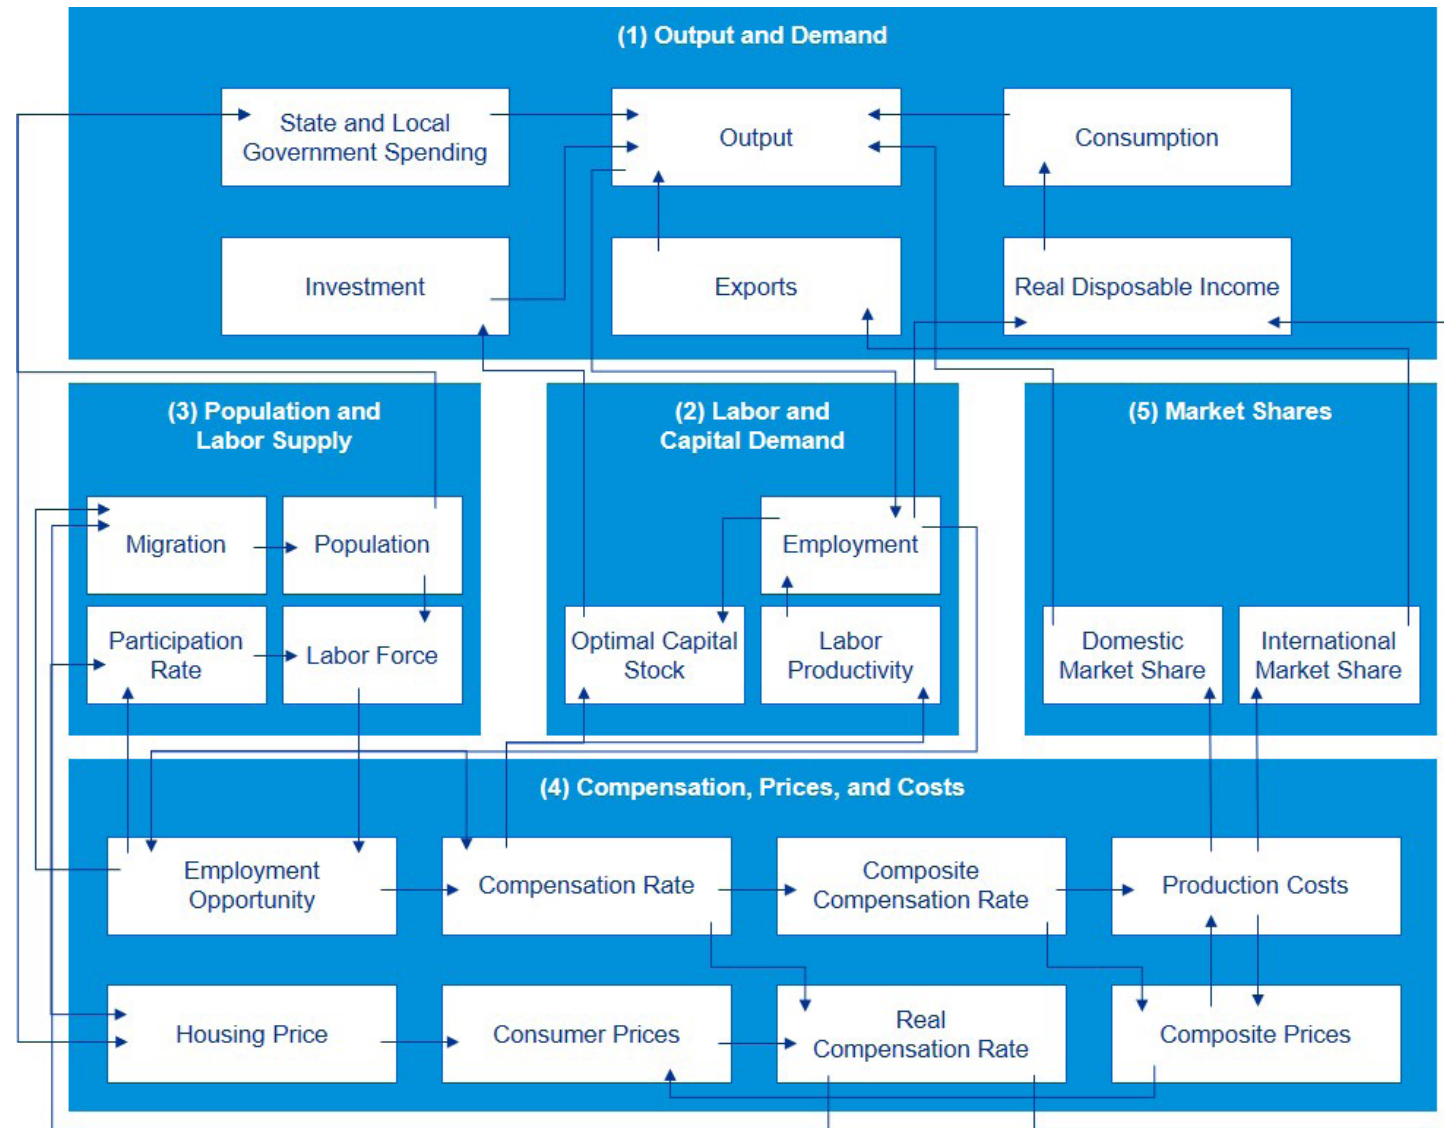 (1) Output and Demand
State and Local
Government Spending
Output
Consumption
Investment
Exports
Real Disposable Income
(3) Population and
Labor Supply
(2) Labor and
Capital Demand
(5) Market Shares
Migration
Population
Employment
Participation
Rate
Labor Force
Optimal Capital
Stock
Labor
Productivity
Domestic
Market Share
International
Market Share
(4) Compensation, Prices, and Costs
Employment
Opportunity
Compensation Rate
Composite
Compensation Rate
Production Costs
Housing Price
Consumer Prices
Real
Compensation Rate
Composite Prices